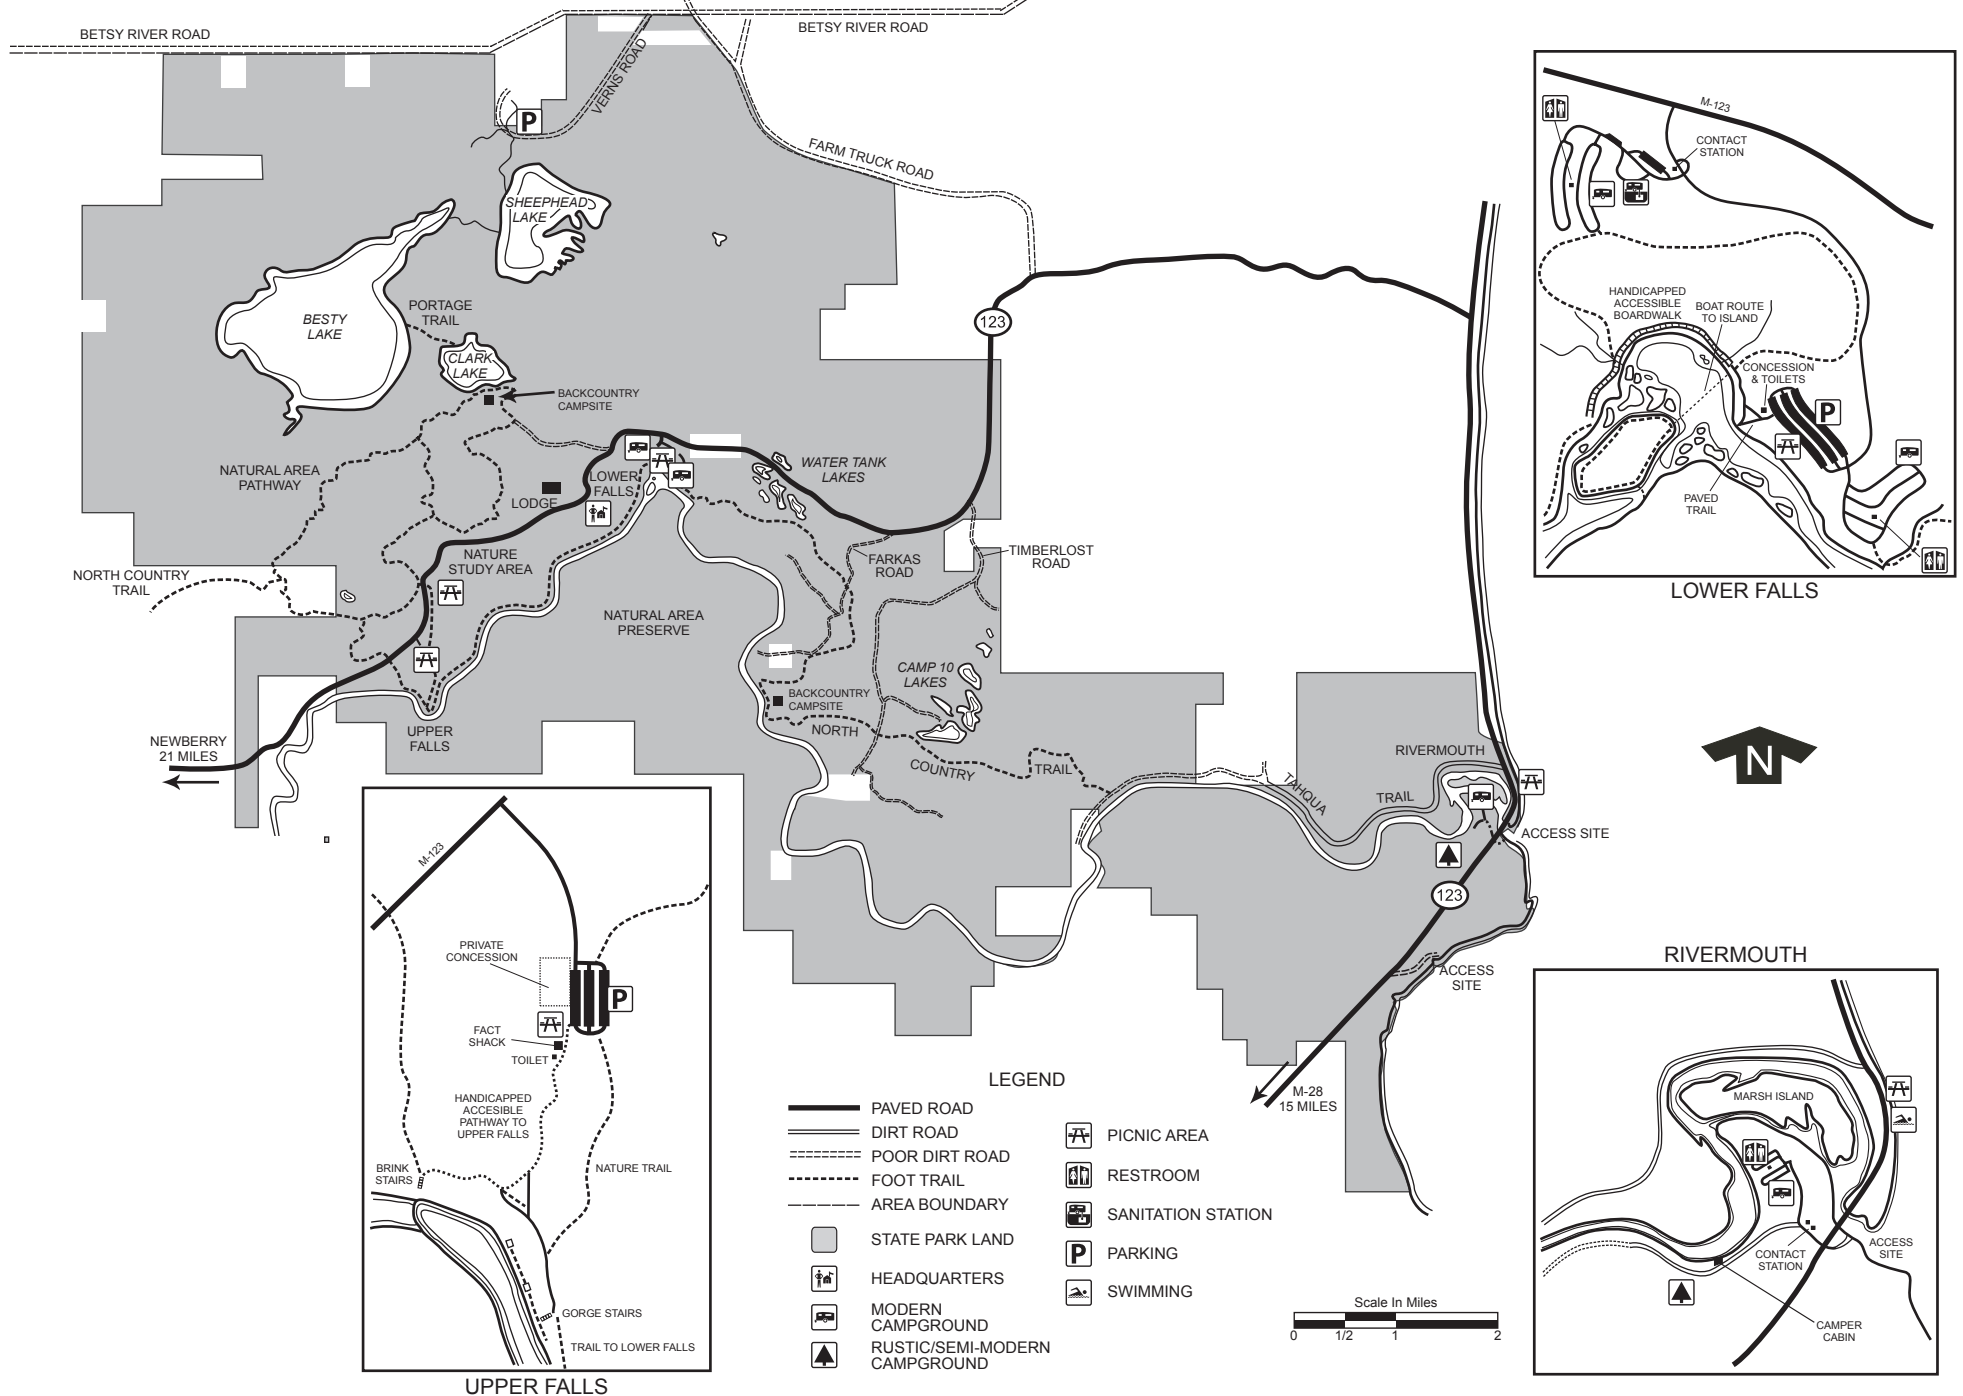 BETSY RIVER ROAD
BETSY RIVER ROAD
VERNS ROAD
P
FARM TRUCK ROAD
SHEEPHEAD
LAKE
BESTY
LAKE
PORTAGE
TRAIL
CLARK
LAKE
BACKCOUNTRY
CAMPSITE
123
NATURAL AREA
PATHWAY
LODGE
LOWER
FALLS
WATER TANK
LAKES
NATURE
STUDY AREA
FARKAS
ROAD
TIMBERLOST
ROAD
NORTH COUNTRY
TRAIL
NATURAL AREA
PRESERVE
CAMP 10
LAKES
BACKCOUNTRY
CAMPSITE
NORTH
COUNTRY
TRAIL
UPPER
FALLS
NEWBERRY
21 MILES
TAHQUA
TRAIL
RIVERMOUTH
ACCESS SITE
123
ACCESS
SITE
M-28
15 MILES
N
M-123
CONTACT
STATION
HANDICAPPED
ACCESSIBLE
BOARDWALK
BOAT ROUTE
TO ISLAND
CONCESSION
& TOILETS
P
PAVED
TRAIL
LOWER FALLS
M-123
PRIVATE
CONCESSION
P
FACT
SHACK
TOILET
HANDICAPPED
ACCESIBLE
PATHWAY TO
UPPER FALLS
BRINK
STAIRS
NATURE TRAIL
GORGE STAIRS
TRAIL TO LOWER FALLS
UPPER FALLS
LEGEND
PAVED ROAD
DIRT ROAD
POOR DIRT ROAD
FOOT TRAIL
AREA BOUNDARY
STATE PARK LAND
HEADQUARTERS
MODERN
CAMPGROUND
RUSTIC/SEMI-MODERN
CAMPGROUND
PICNIC AREA
RESTROOM
SANITATION STATION
P PARKING
SWIMMING
Scale In Miles
0 1/2 1 2
RIVERMOUTH
MARSH ISLAND
CONTACT
STATION
ACCESS
SITE
CAMPER
CABIN